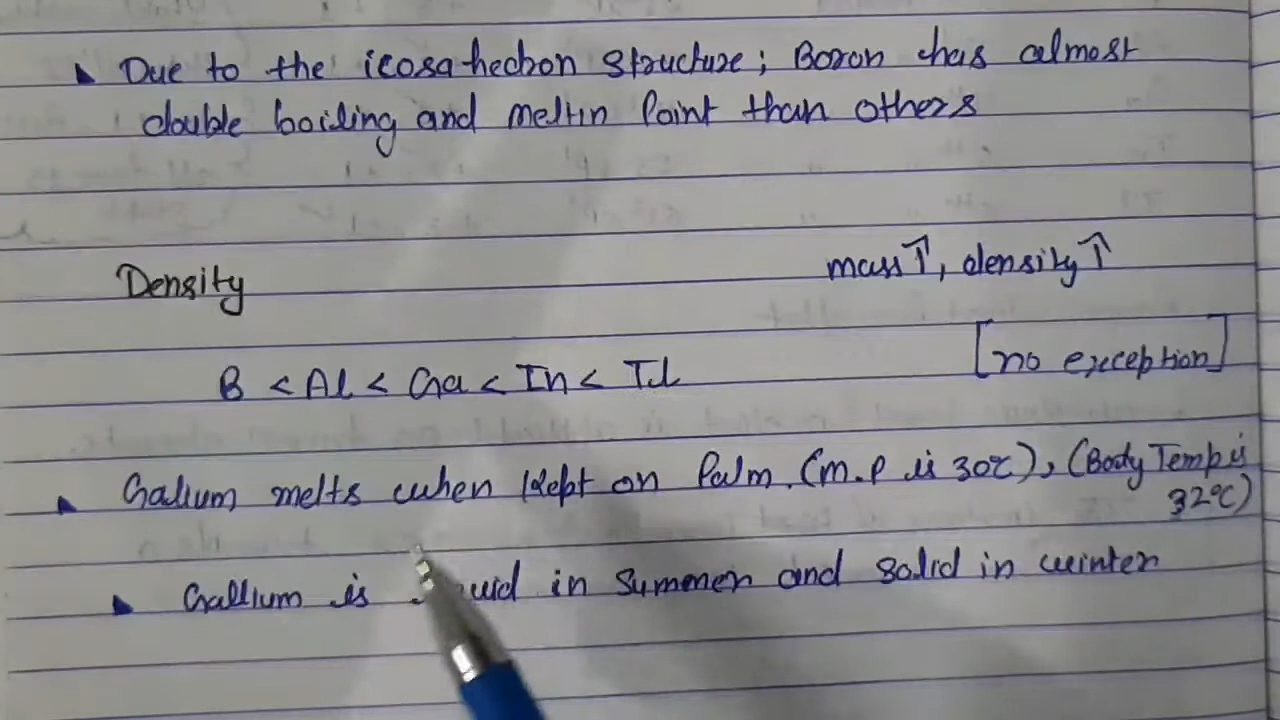 Due to the icosahedron structure; Boron has almost
double boiling and meltin Point than others
Density
mass↑, density↑
B < Al < Ga < In < Tl
[no exception]
Galium melts when kept on Palm. (m.p is 30℃), (Body Temp is
32℃)
Gallium is in summer and solid in winter